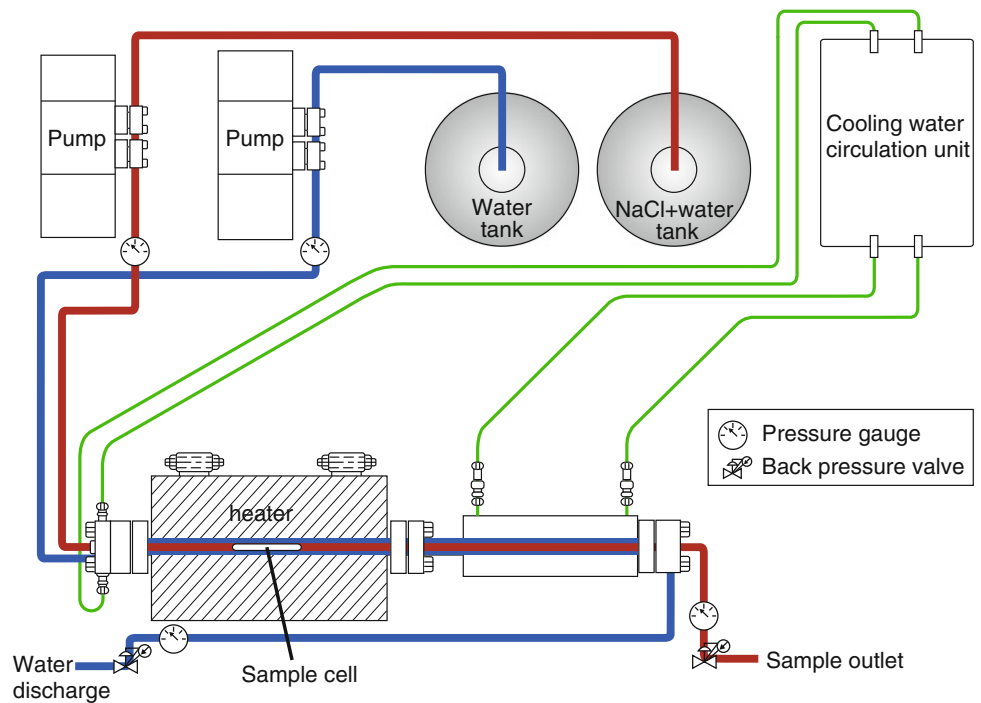 Pump
Pump
Water
tank
NaCl+water
tank
Cooling water
circulation unit
Pressure gauge
Back pressure valve
heater
Sample cell
Water
discharge
Sample outlet